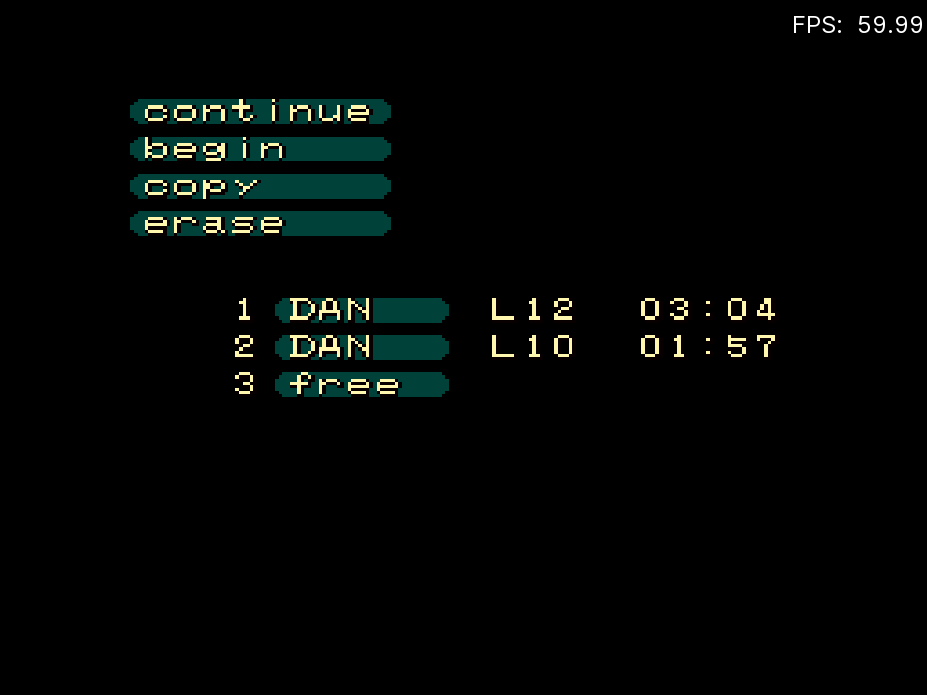 FPS: 59.99
continue
begin
copy
erase
1 DAN L12 03:04
2 DAN L10 01:57
3 free